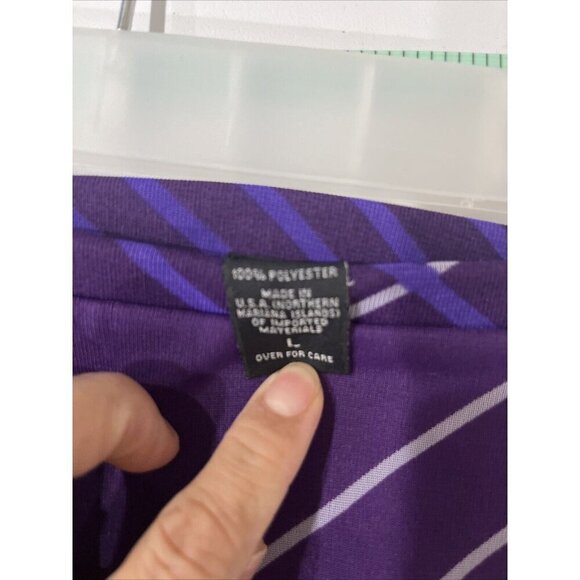 100% POLYESTER
MADE IN
U.S.A. (NORTHERN
MARIANA ISLANDS)
OF IMPORTED
MATERIALS
L
OVER FOR CARE